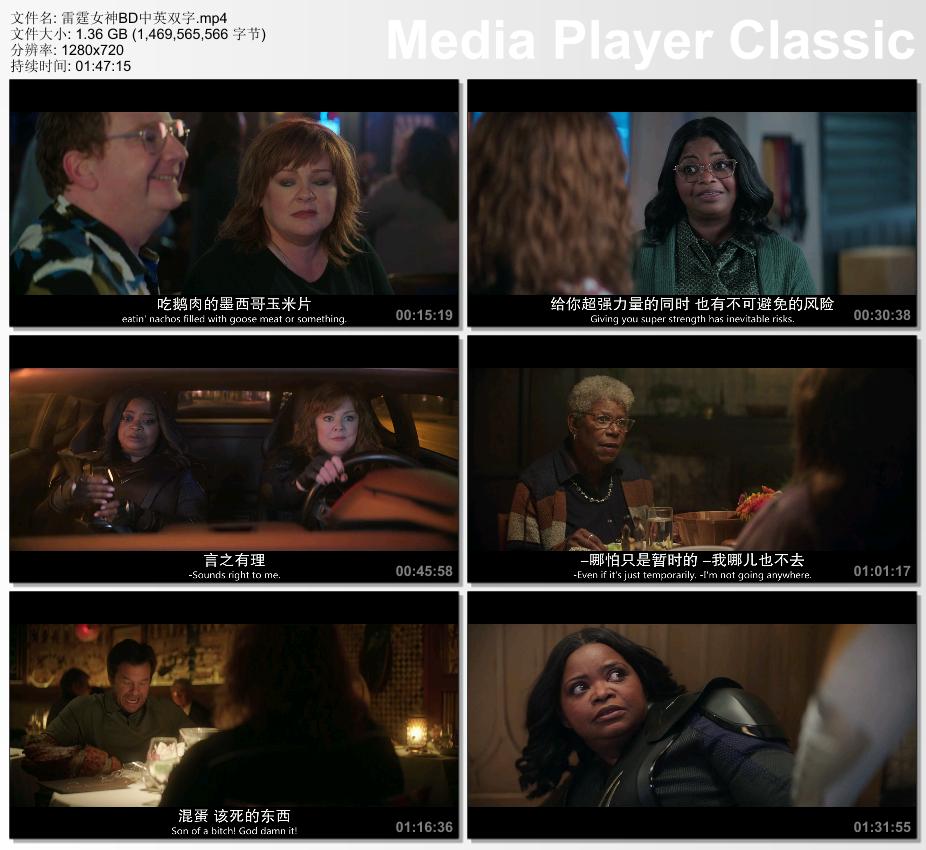 文件名: 雷霆女神BD中英双字.mp4
文件大小: 1.36 GB (1,469,565,566 字节)
分辨率: 1280x720
持续时间: 01:47:15
Media Player Classic
吃鹅肉的墨西哥玉米片
eatin' nachos filled with goose meat or something.
00:15:19
给你超强力量的同时 也有不可避免的风险
Giving you super strength has inevitable risks.
00:30:38
言之有理
-Sounds right to me.
00:45:58
–哪怕只是暂时的 –我哪儿也不去
-Even if it's just temporarily. -I'm not going anywhere.
01:01:17
混蛋 该死的东西
Son of a bitch! God damn it!
01:16:36
01:31:55